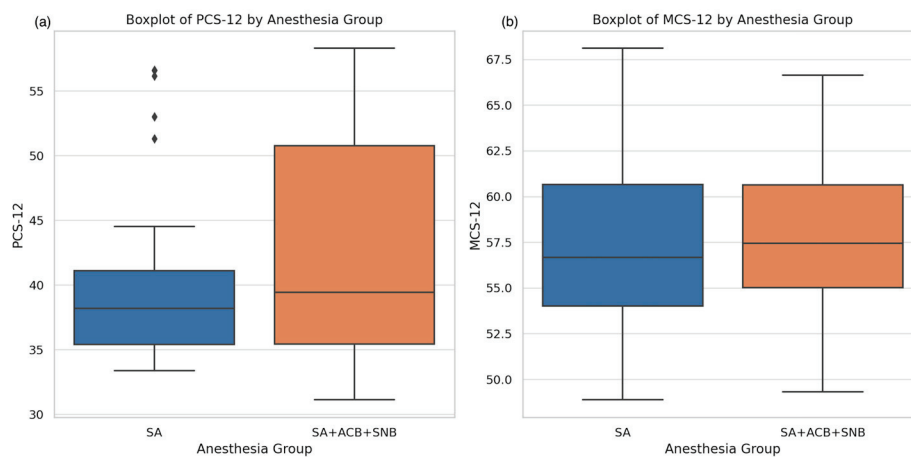 (a)
Boxplot of PCS-12 by Anesthesia Group
55
50
45
40
35
30
PCS-12
SA
SA+ACB+SNB
Anesthesia Group
(b)
Boxplot of MCS-12 by Anesthesia Group
67.5
65.0
62.5
60.0
57.5
55.0
52.5
50.0
MCS-12
SA
SA+ACB+SNB
Anesthesia Group